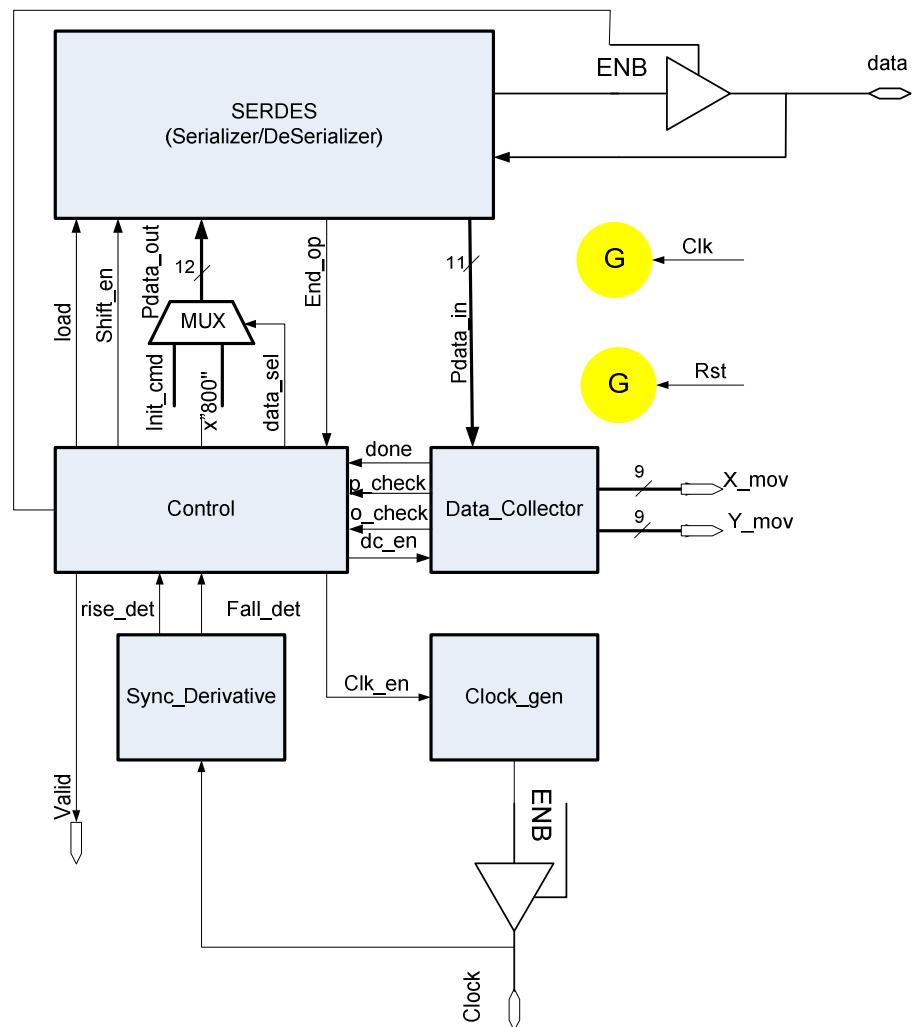 ENB
data
SERDES
(Serializer/DeSerializer)
load
Shift_en
Pdata_out
12
End_op
11
Pdata_in
G
Clk
MUX
Init_cmd
x"800"
data_sel
G
Rst
Control
done
p_check
o_check
dc_en
Data_Collector
9
X_mov
9
Y_mov
rise_det
Fall_det
Sync_Derivative
Clk_en
Clock_gen
Valid
ENB
Clock